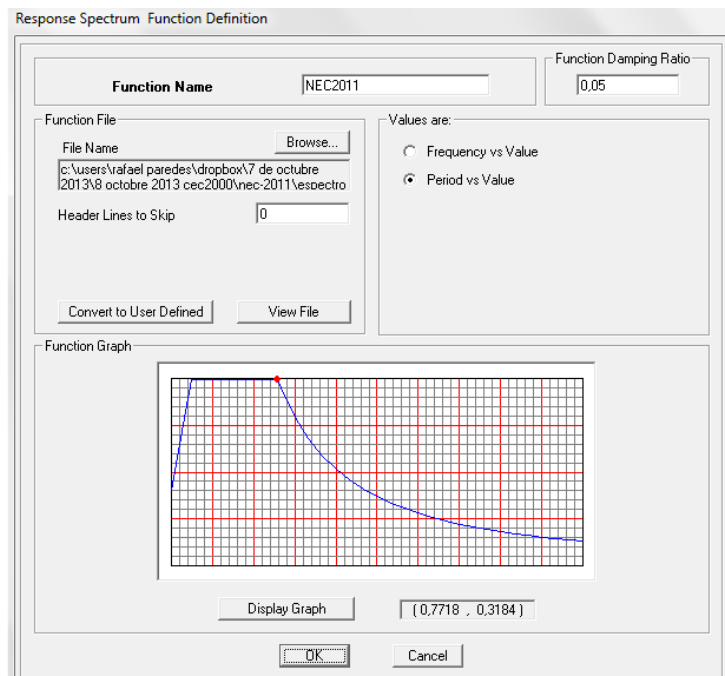 Response Spectrum Function Definition
Function Name
NEC2011
Function Damping Ratio
0,05
Function File
File Name
Browse...
c:\users\rafael paredes\dropbox\7 de octubre
2013\8 octobre 2013 cec2000\nec-2011\espectro
Header Lines to Skip
0
Convert to User Defined
View File
Values are:
Frequency vs Value
Period vs Value
Function Graph
Display Graph
( 0,7718 , 0,3184 )
OK
Cancel